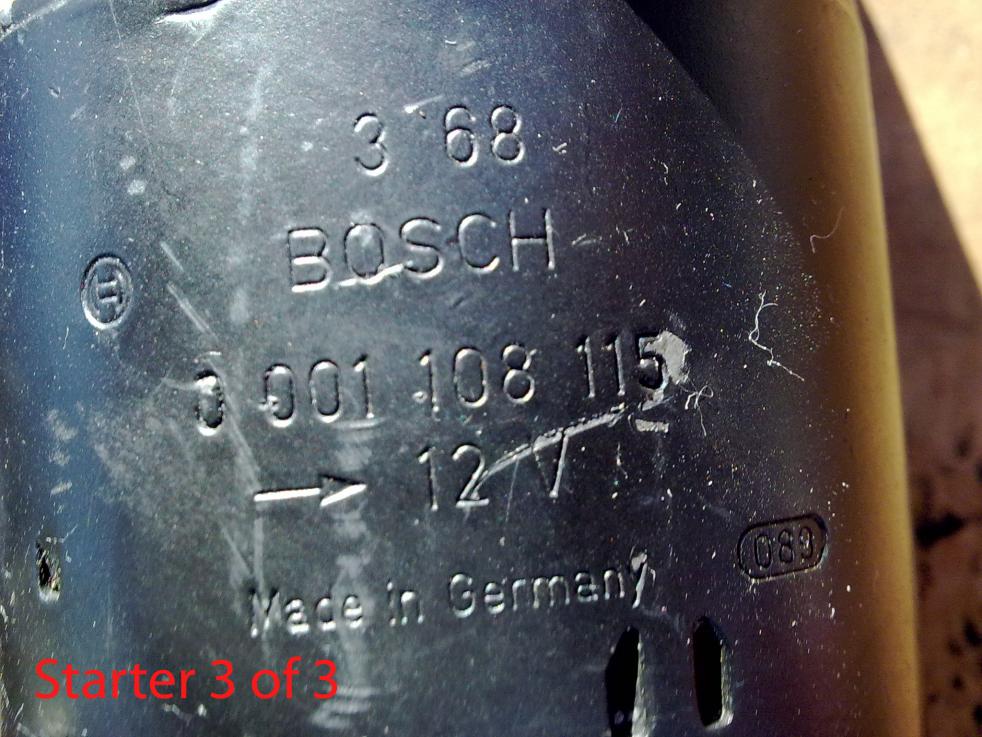 3 68
BOSCH
0 001 108 115
→ 12 V
089
Made in Germany
Starter 3 of 3